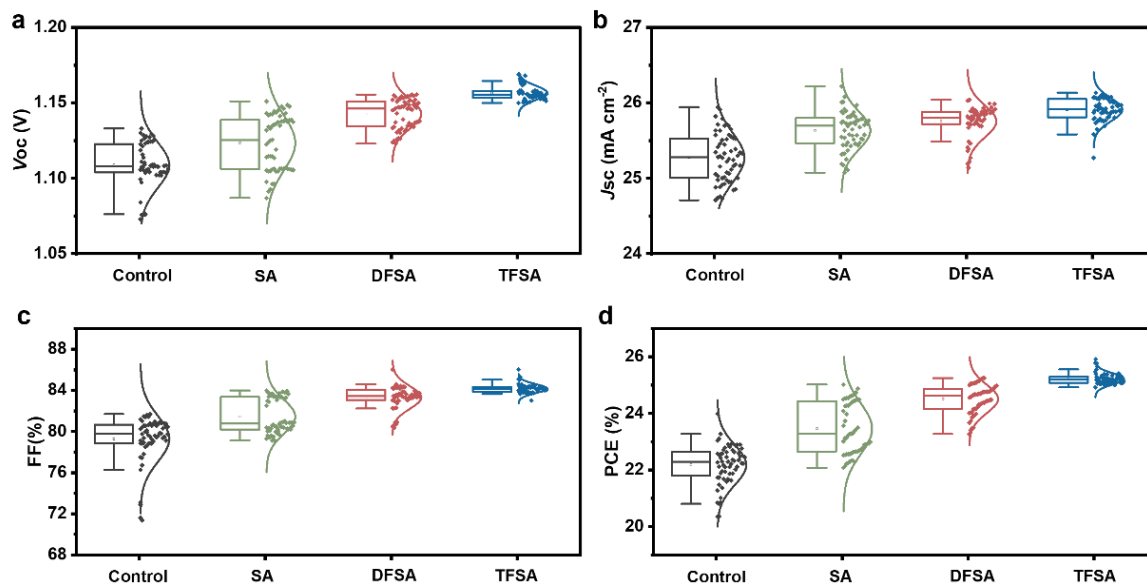 a
1.20
1.15
1.10
1.05
Voc (V)
Control SA DFSA TFSA
b
27
26
25
24
Jsc (mA cm⁻²)
Control SA DFSA TFSA
c
88
84
80
76
72
68
FF(%)
Control SA DFSA TFSA
d
26
24
22
20
PCE (%)
Control SA DFSA TFSA